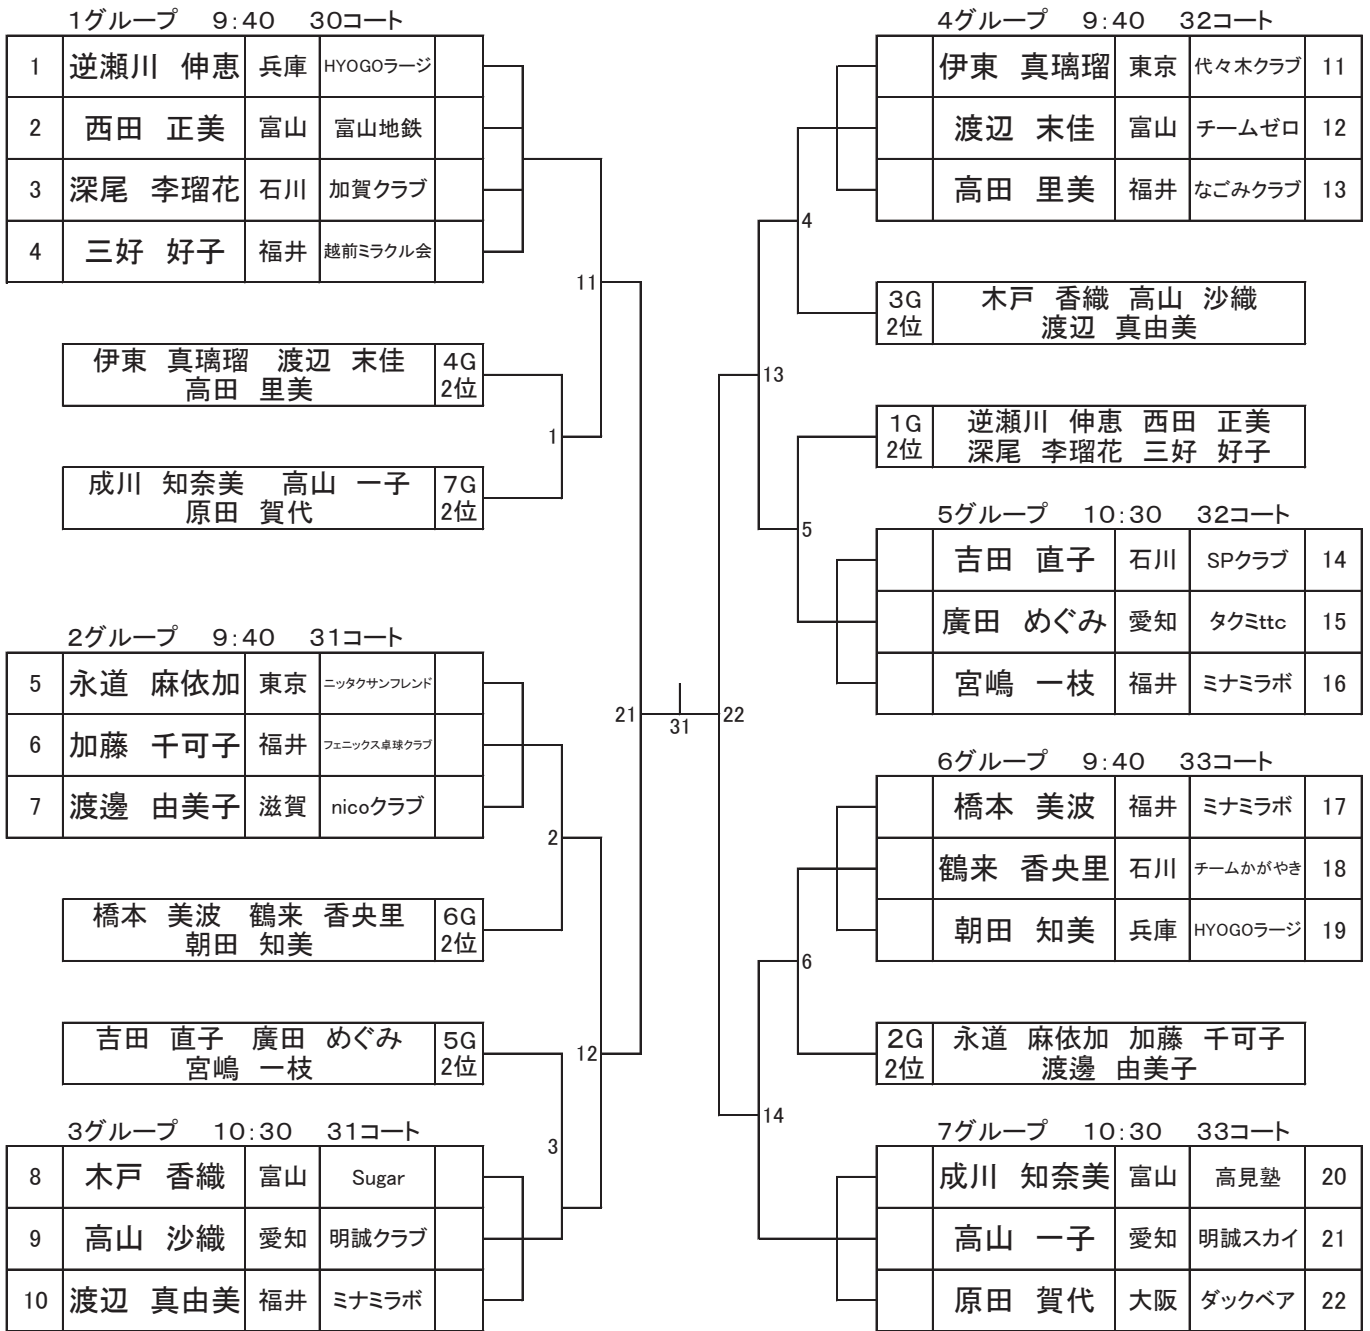 1グループ 9:40 30コート
1 逆瀬川 伸恵 兵庫 HYOGOラージ
2 西田 正美 富山 富山地鉄
3 深尾 李瑠花 石川 加賀クラブ
4 三好 好子 福井 越前ミラクル会
11
伊東 真璃瑠 渡辺 末佳 4G
高田 里美 2位
1
成川 知奈美 高山 一子 7G
原田 賀代 2位
2グループ 9:40 31コート
5 永道 麻依加 東京 ニッタクサンフレンド
6 加藤 千可子 福井 フェニックス卓球クラブ
7 渡邊 由美子 滋賀 nicoクラブ
2
橋本 美波 鶴来 香央里 6G
朝田 知美 2位
吉田 直子 廣田 めぐみ 5G
宮嶋 一枝 2位
12
3グループ 10:30 31コート
3
8 木戸 香織 富山 Sugar
9 高山 沙織 愛知 明誠クラブ
10 渡辺 真由美 福井 ミナミラボ
21
31
22
4グループ 9:40 32コート
伊東 真璃瑠 東京 代々木クラブ 11
渡辺 末佳 富山 チームゼロ 12
高田 里美 福井 なごみクラブ 13
4
3G 木戸 香織 高山 沙織
2位 渡辺 真由美
13
1G 逆瀬川 伸恵 西田 正美
2位 深尾 李瑠花 三好 好子
5グループ 10:30 32コート
5
吉田 直子 石川 SPクラブ 14
廣田 めぐみ 愛知 タクミttc 15
宮嶋 一枝 福井 ミナミラボ 16
6グループ 9:40 33コート
橋本 美波 福井 ミナミラボ 17
鶴来 香央里 石川 チームかがやき 18
朝田 知美 兵庫 HYOGOラージ 19
6
2G 永道 麻依加 加藤 千可子
2位 渡邊 由美子
14
7グループ 10:30 33コート
成川 知奈美 富山 高見塾 20
高山 一子 愛知 明誠スカイ 21
原田 賀代 大阪 ダックベア 22